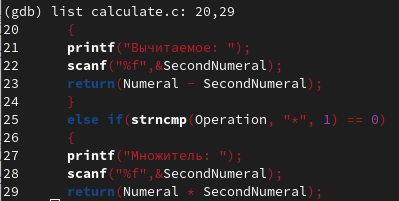 (gdb) list calculate.c: 20,29
20 {
21 printf("Вычитаемое: ");
22 scanf("%f",&SecondNumeral);
23 return(Numeral - SecondNumeral);
24 }
25 else if(strncmp(Operation, "*", 1) == 0)
26 {
27 printf("Множитель: ");
28 scanf("%f",&SecondNumeral);
29 return(Numeral * SecondNumeral);